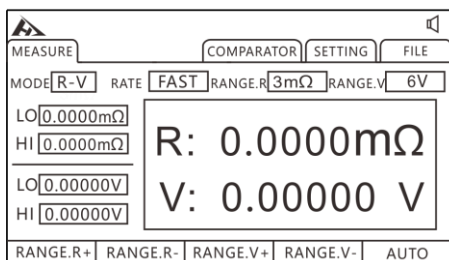 MEASURE COMPARATOR SETTING FILE
MODE R-V RATE FAST RANGE.R 3mΩ RANGE.V 6V
LO 0.0000mΩ
HI 0.0000mΩ
R: 0.0000mΩ
LO 0.00000V
HI 0.00000V
V: 0.00000 V
RANGE.R+ RANGE.R- RANGE.V+ RANGE.V- AUTO